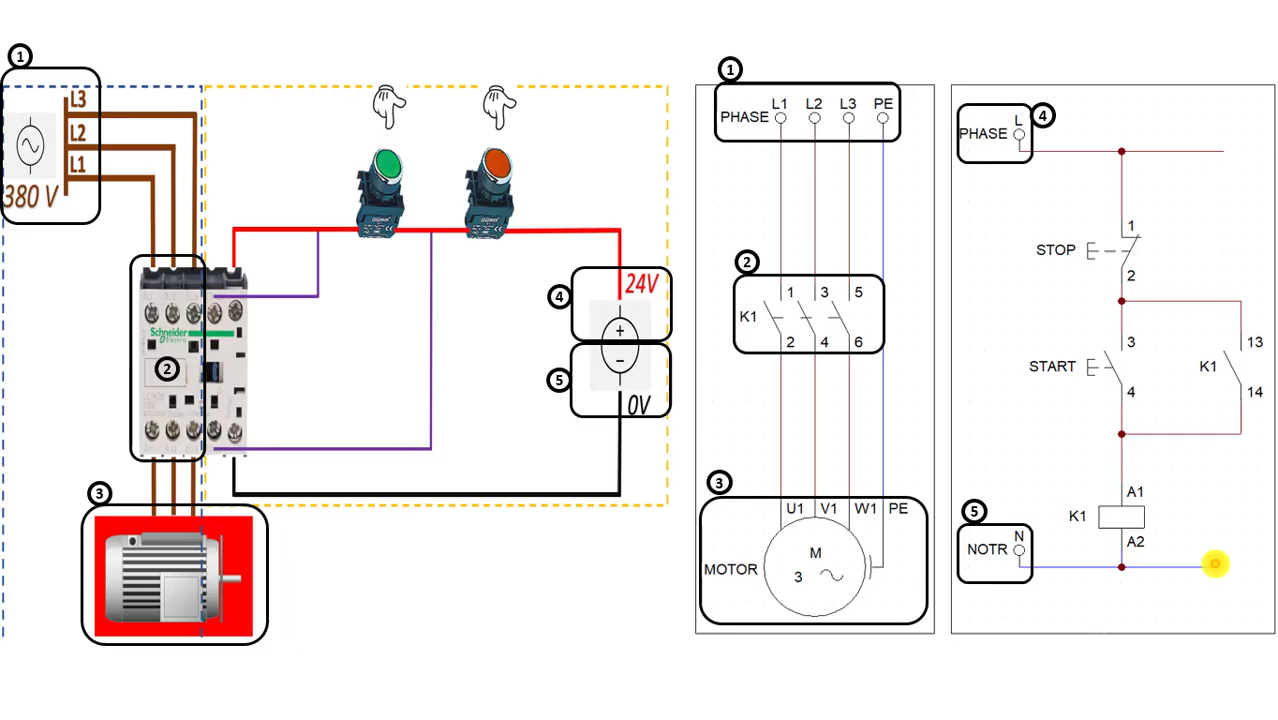 1
L3
L2
L1
380 V
Schneider
Electric
2
3
24V
4
+
−
5
0V
1
PHASE
L1
L2
L3
PE
2
K1
1
3
5
2
4
6
3
U1
V1
W1
PE
MOTOR
M
3
PHASE
L
4
STOP
1
2
START
3
4
K1
13
14
K1
A1
A2
5
NOTR
N